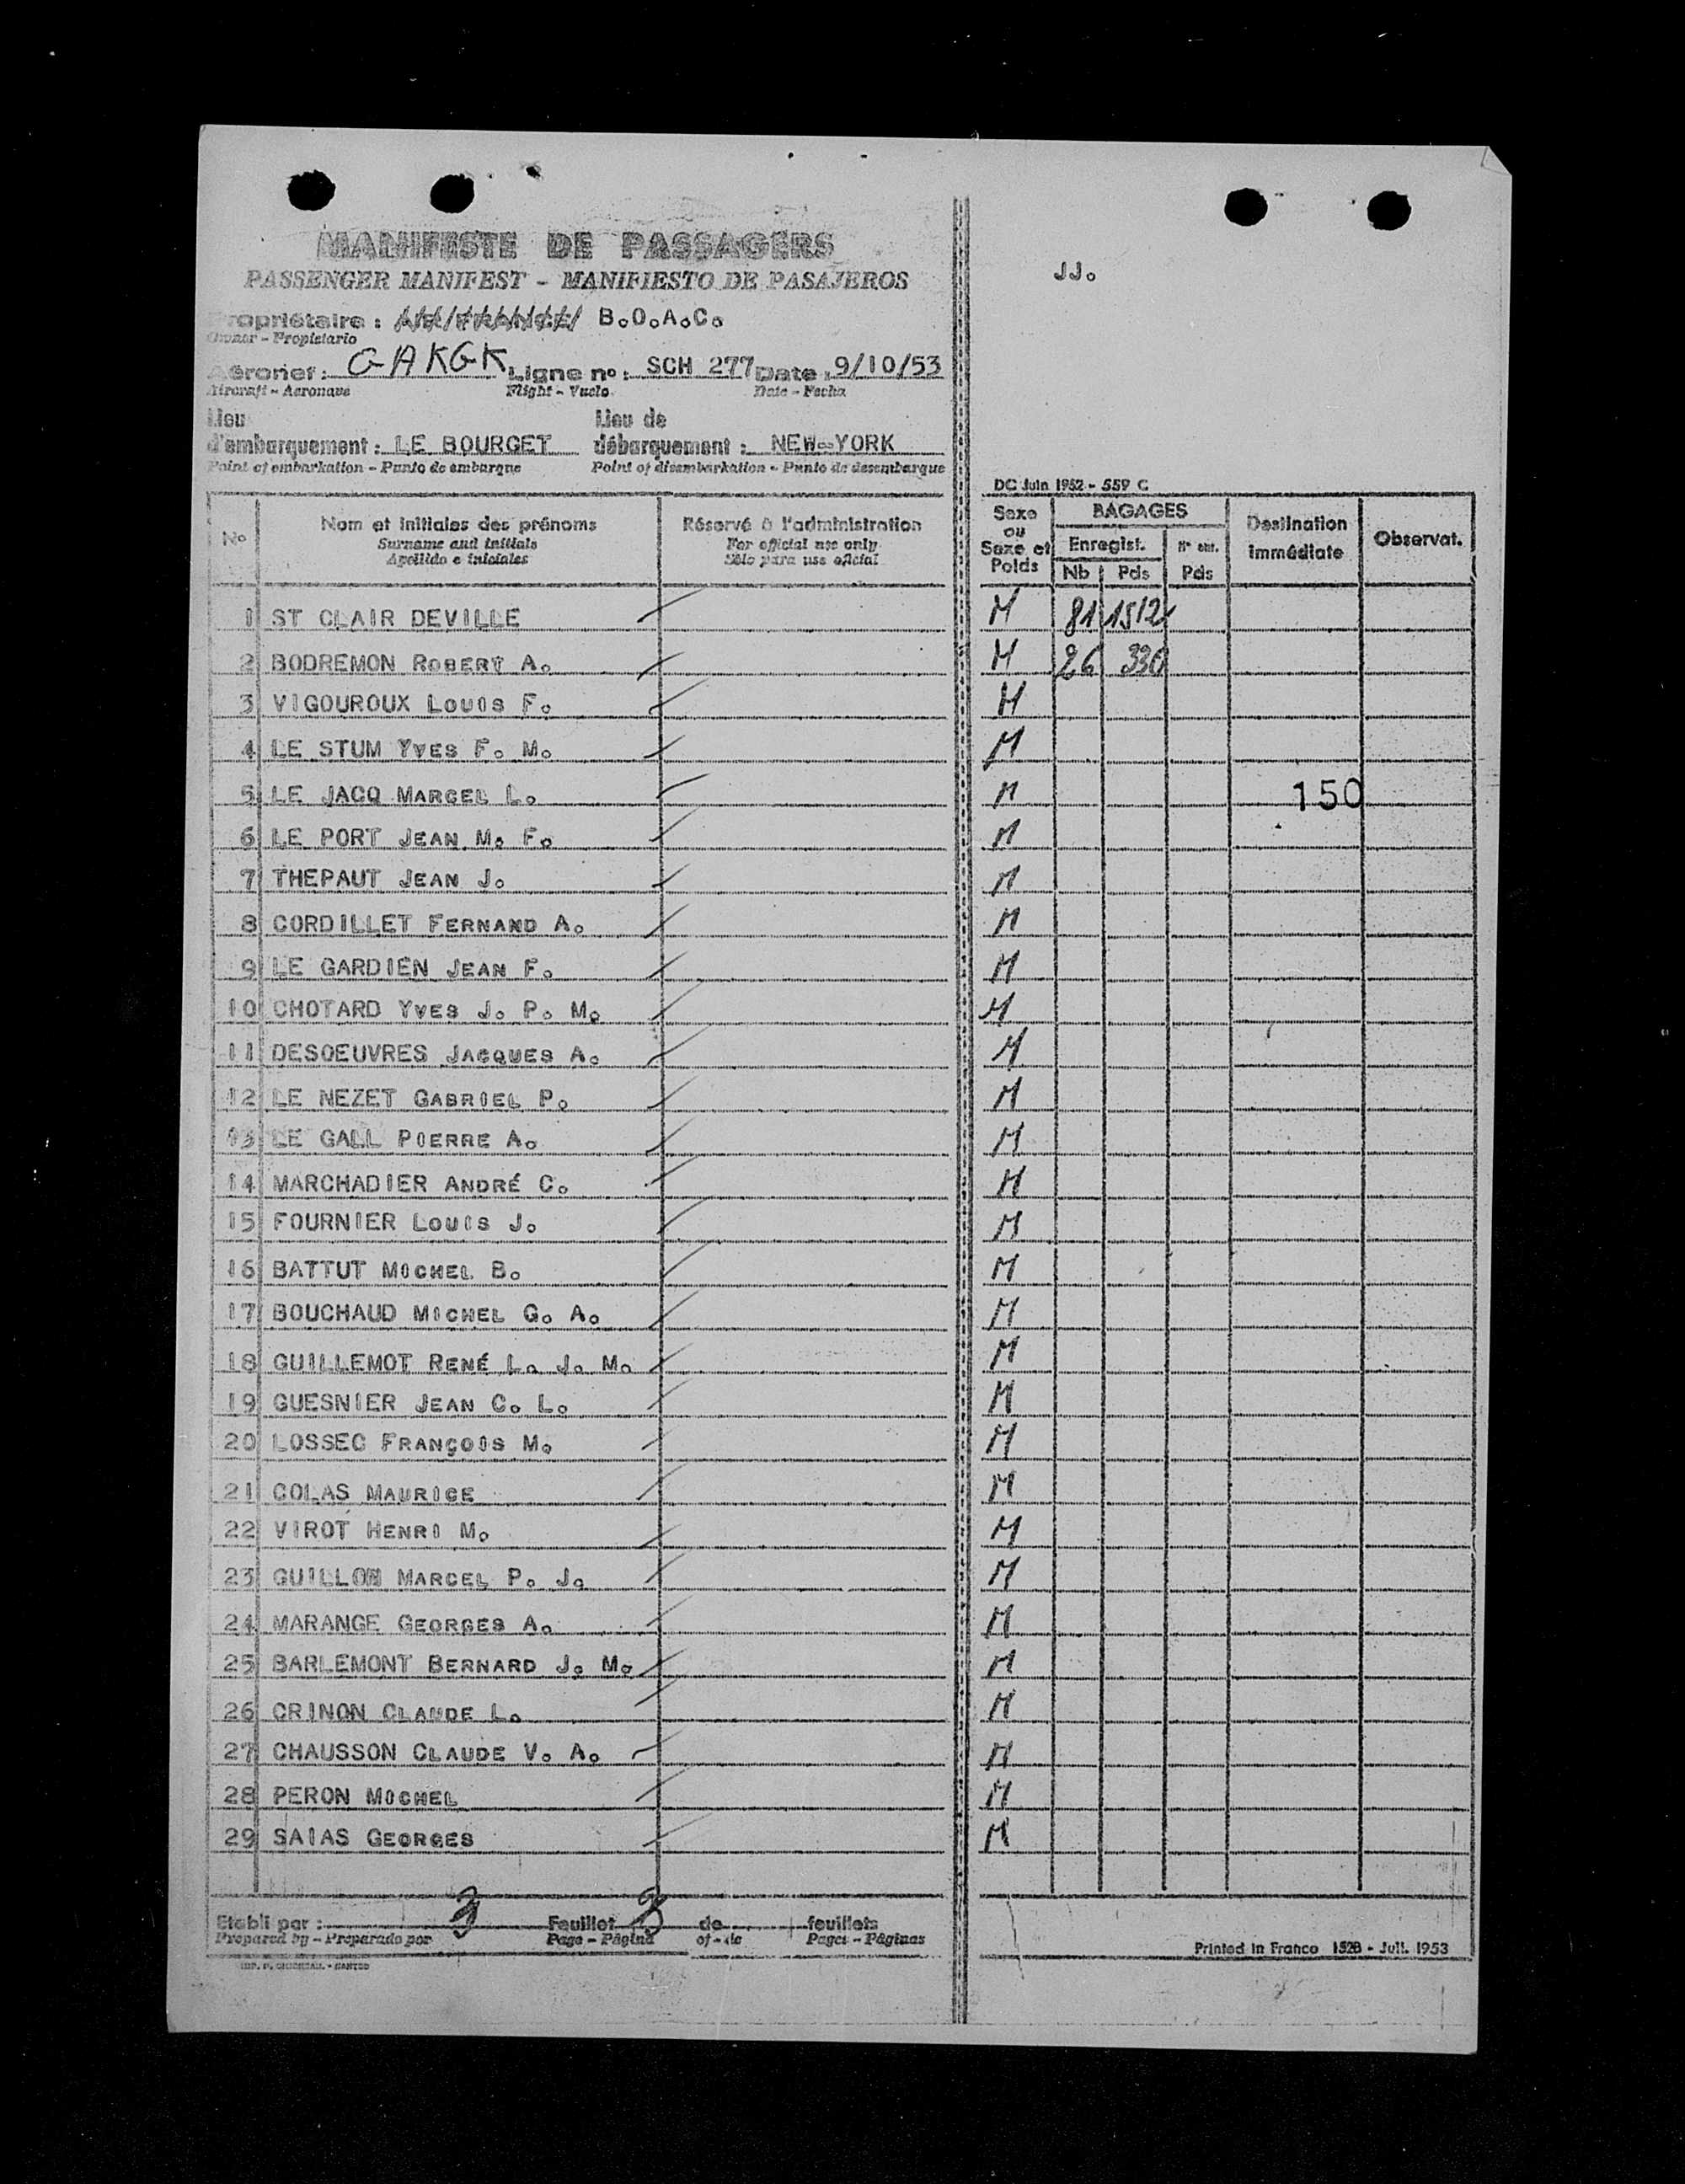 MANIFESTE DE PASSAGERS
PASSENGER MANIFEST - MANIFIESTO DE PASAJEROS
JJ.
Propriétaire : AIR FRANCE B.O.A.C.
Owner - Propietario
Aéronef : GAKGK Ligne n° : SCH 277 Date : 9/10/53
Aircraft - Aeronave Flight - Vuelo Date - Fecha
Lieu d'embarquement : LE BOURGET Lieu de débarquement : NEW-YORK
Point of embarkation - Punto de embarque Point of disembarkation - Punto de desembarque
DC Juin 1952 - 559 C
N° Nom et initiales des prénoms Réservé à l'administration Sexe ou Sexe et Poids BAGAGES Destination immédiate Observat.
Surname and initials For official use only Enregist.
Apellido e iniciales Sólo para uso oficial Nb Pds Pds
1 ST CLAIR DEVILLE M 81 1512
2 BODREMON ROBERT A. M 26 330
3 VIGOUROUX LOUIS F. M
4 LE STUM YVES F. M. M
5 LE JACQ MARCEL L. M 150
6 LE PORT JEAN M. F. M
7 THEPAUT JEAN J. M
8 CORDILLET FERNAND A. M
9 LE GARDIEN JEAN F. M
10 CHOTARD YVES J. P. M. M
11 DESOEUVRES JACQUES A. M
12 LE NEZET GABRIEL P. M
13 LE GALL PIERRE A. M
14 MARCHADIER ANDRÉ C. M
15 FOURNIER LOUIS J. M
16 BATTUT MICHEL B. M
17 BOUCHAUD MICHEL G. A. M
18 GUILLEMOT RENÉ L. J. M. M
19 GUESNIER JEAN C. L. M
20 LOSSEC FRANÇOIS M. M
21 COLAS MAURICE M
22 VIROT HENRI M. M
23 GUILLON MARCEL P. J. M
24 MARANGE GEORGES A. M
25 BARLEMONT BERNARD J. M. M
26 CRINON CLAUDE L. M
27 CHAUSSON CLAUDE V. A. M
28 PERON MICHEL M
29 SAIAS GEORGES M
Etabli par : 3 Feuillet 3 de feuillets
Prepared by - Preparado por Page - Página of - de Pages - Páginas
Printed in France 1528 - Juil. 1953